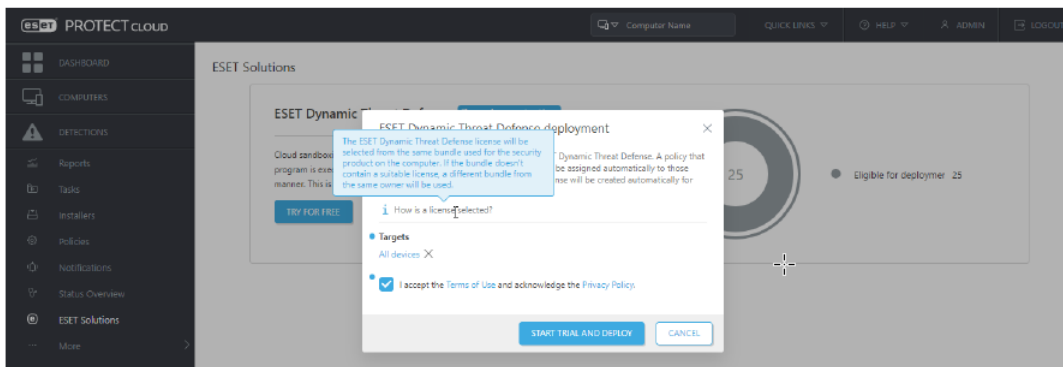 eset PROTECT CLOUD
Computer Name
QUICK LINKS
HELP
ADMIN
LOGOUT
DASHBOARD
COMPUTERS
DETECTIONS
Reports
Tasks
Installers
Policies
Notifications
Status Overview
ESET Solutions
More
ESET Solutions
ESET Dynamic
Cloud sandbox
program is exec
manner. This is
TRY FOR FREE
ESET Dynamic Threat Defence deployment
The ESET Dynamic Threat Defense license will be
selected from the same bundle used for the security
product on the computer. If the bundle doesn't
contain a suitable license, a different bundle from
the same owner will be used.
Dynamic Threat Defense. A policy that
be assigned automatically to those
nse will be created automatically for
How is a license selected?
Targets
All devices
I accept the Terms of Use and acknowledge the Privacy Policy.
START TRIAL AND DEPLOY
CANCEL
25
Eligible for deploymer 25